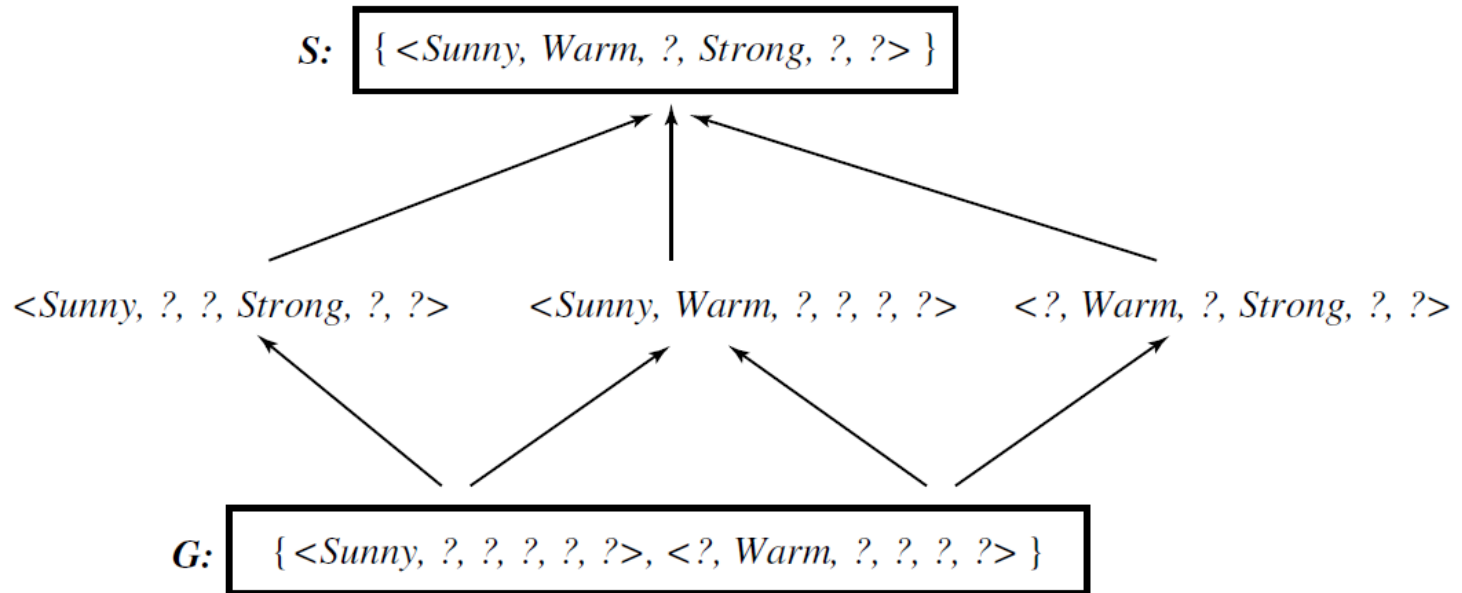 S: { <Sunny, Warm, ?, Strong, ?, ?> }
<Sunny, ?, ?, Strong, ?, ?> <Sunny, Warm, ?, ?, ?, ?> <?, Warm, ?, Strong, ?, ?>
G: { <Sunny, ?, ?, ?, ?, ?>, <?, Warm, ?, ?, ?, ?> }